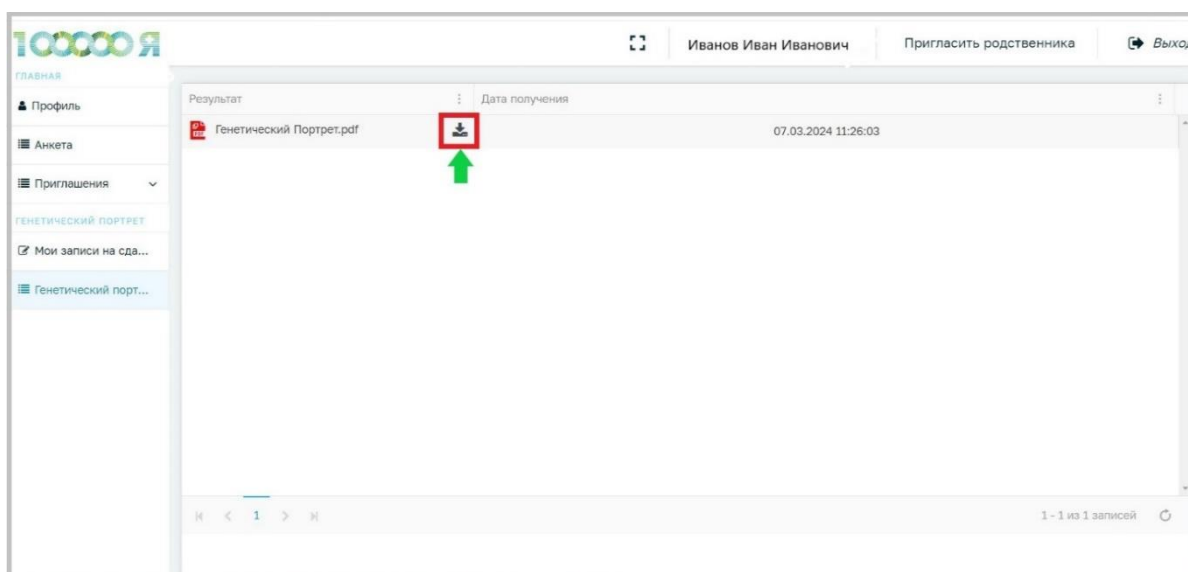 100000 Я
Иванов Иван Иванович
Пригласить родственника
Выход
ГЛАВНАЯ
Профиль
Анкета
Приглашения
ГЕНЕТИЧЕСКИЙ ПОРТРЕТ
Мои записи на сда...
Генетический порт...
Результат
Дата получения
Генетический Портрет.pdf
07.03.2024 11:26:03
1
1 - 1 из 1 записей